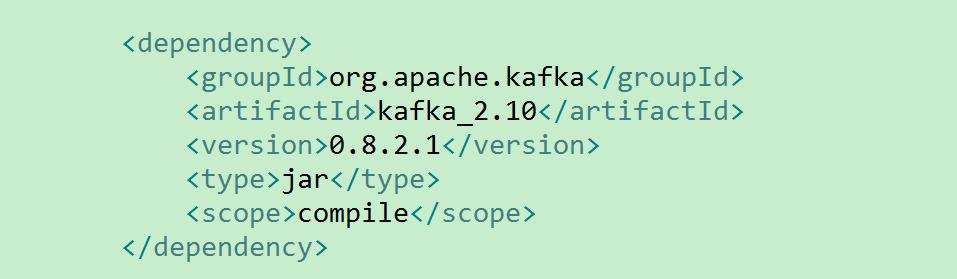 <dependency>
<groupId>org.apache.kafka</groupId>
<artifactId>kafka_2.10</artifactId>
<version>0.8.2.1</version>
<type>jar</type>
<scope>compile</scope>
</dependency>